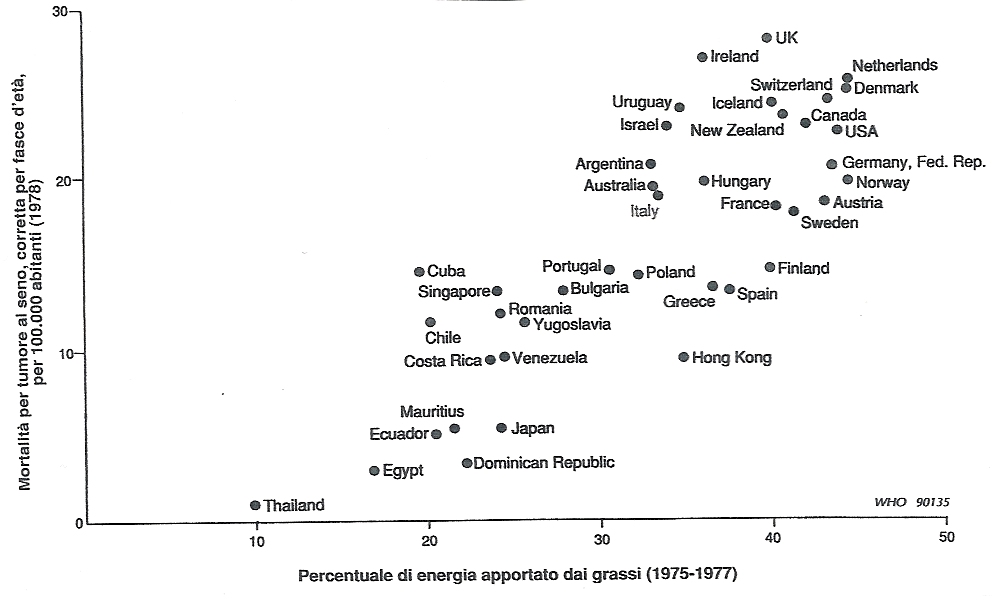 30
UK
Ireland
Netherlands
Switzerland
Denmark
Uruguay
Iceland
Canada
Israel
New Zealand
USA
Argentina
Germany, Fed. Rep.
20
Australia
Hungary
Norway
Italy
France
Austria
Sweden
Cuba
Portugal
Poland
Finland
Singapore
Bulgaria
Greece
Spain
Romania
Yugoslavia
Chile
10
Costa Rica
Venezuela
Hong Kong
Mauritius
Ecuador
Japan
Egypt
Dominican Republic
Thailand
WHO 90135
0
10
20
30
40
50
Mortalità per tumore al seno, corretta per fasce d'età,
per 100.000 abitanti (1978)
Percentuale di energia apportato dai grassi (1975-1977)